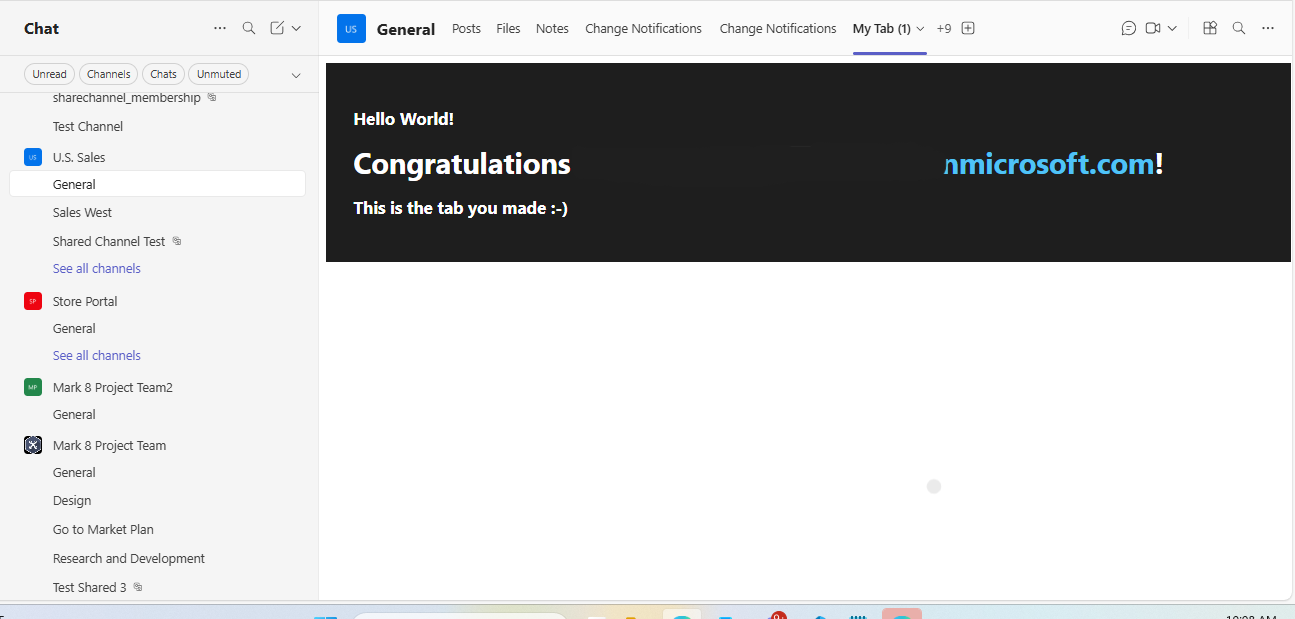 Chat
US General Posts Files Notes Change Notifications Change Notifications My Tab (1) +9
Unread Channels Chats Unmuted
sharechannel_membership
Test Channel
US U.S. Sales
General
Sales West
Shared Channel Test
See all channels
SP Store Portal
General
See all channels
MP Mark 8 Project Team2
General
Mark 8 Project Team
General
Design
Go to Market Plan
Research and Development
Test Shared 3
Hello World!
Congratulations nmicrosoft.com!
This is the tab you made :-)